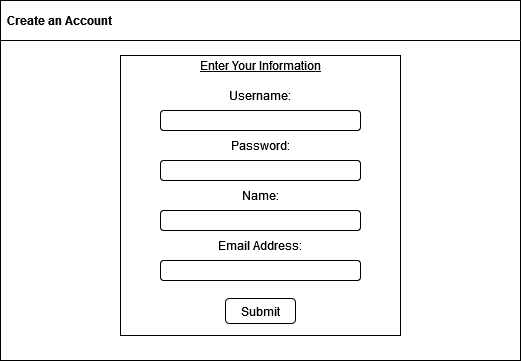 Create an Account
Enter Your Information
Username:
Password:
Name:
Email Address:
Submit